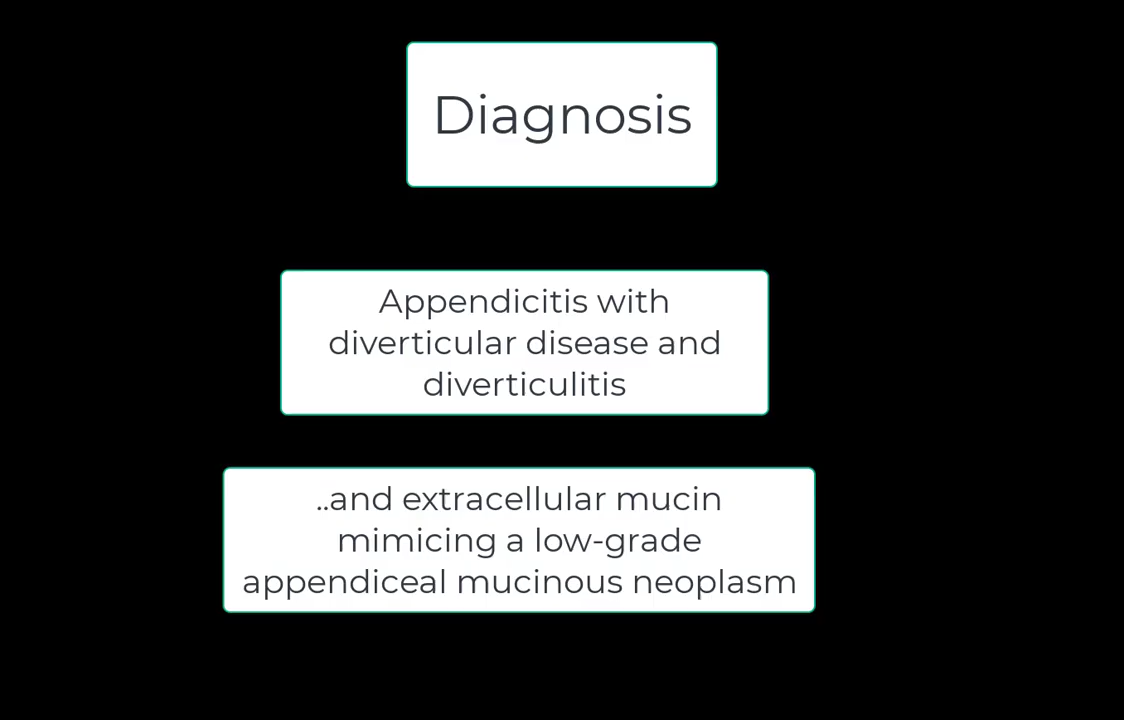 Diagnosis
Appendicitis with
diverticular disease and
diverticulitis
..and extracellular mucin
mimicing a low-grade
appendiceal mucinous neoplasm